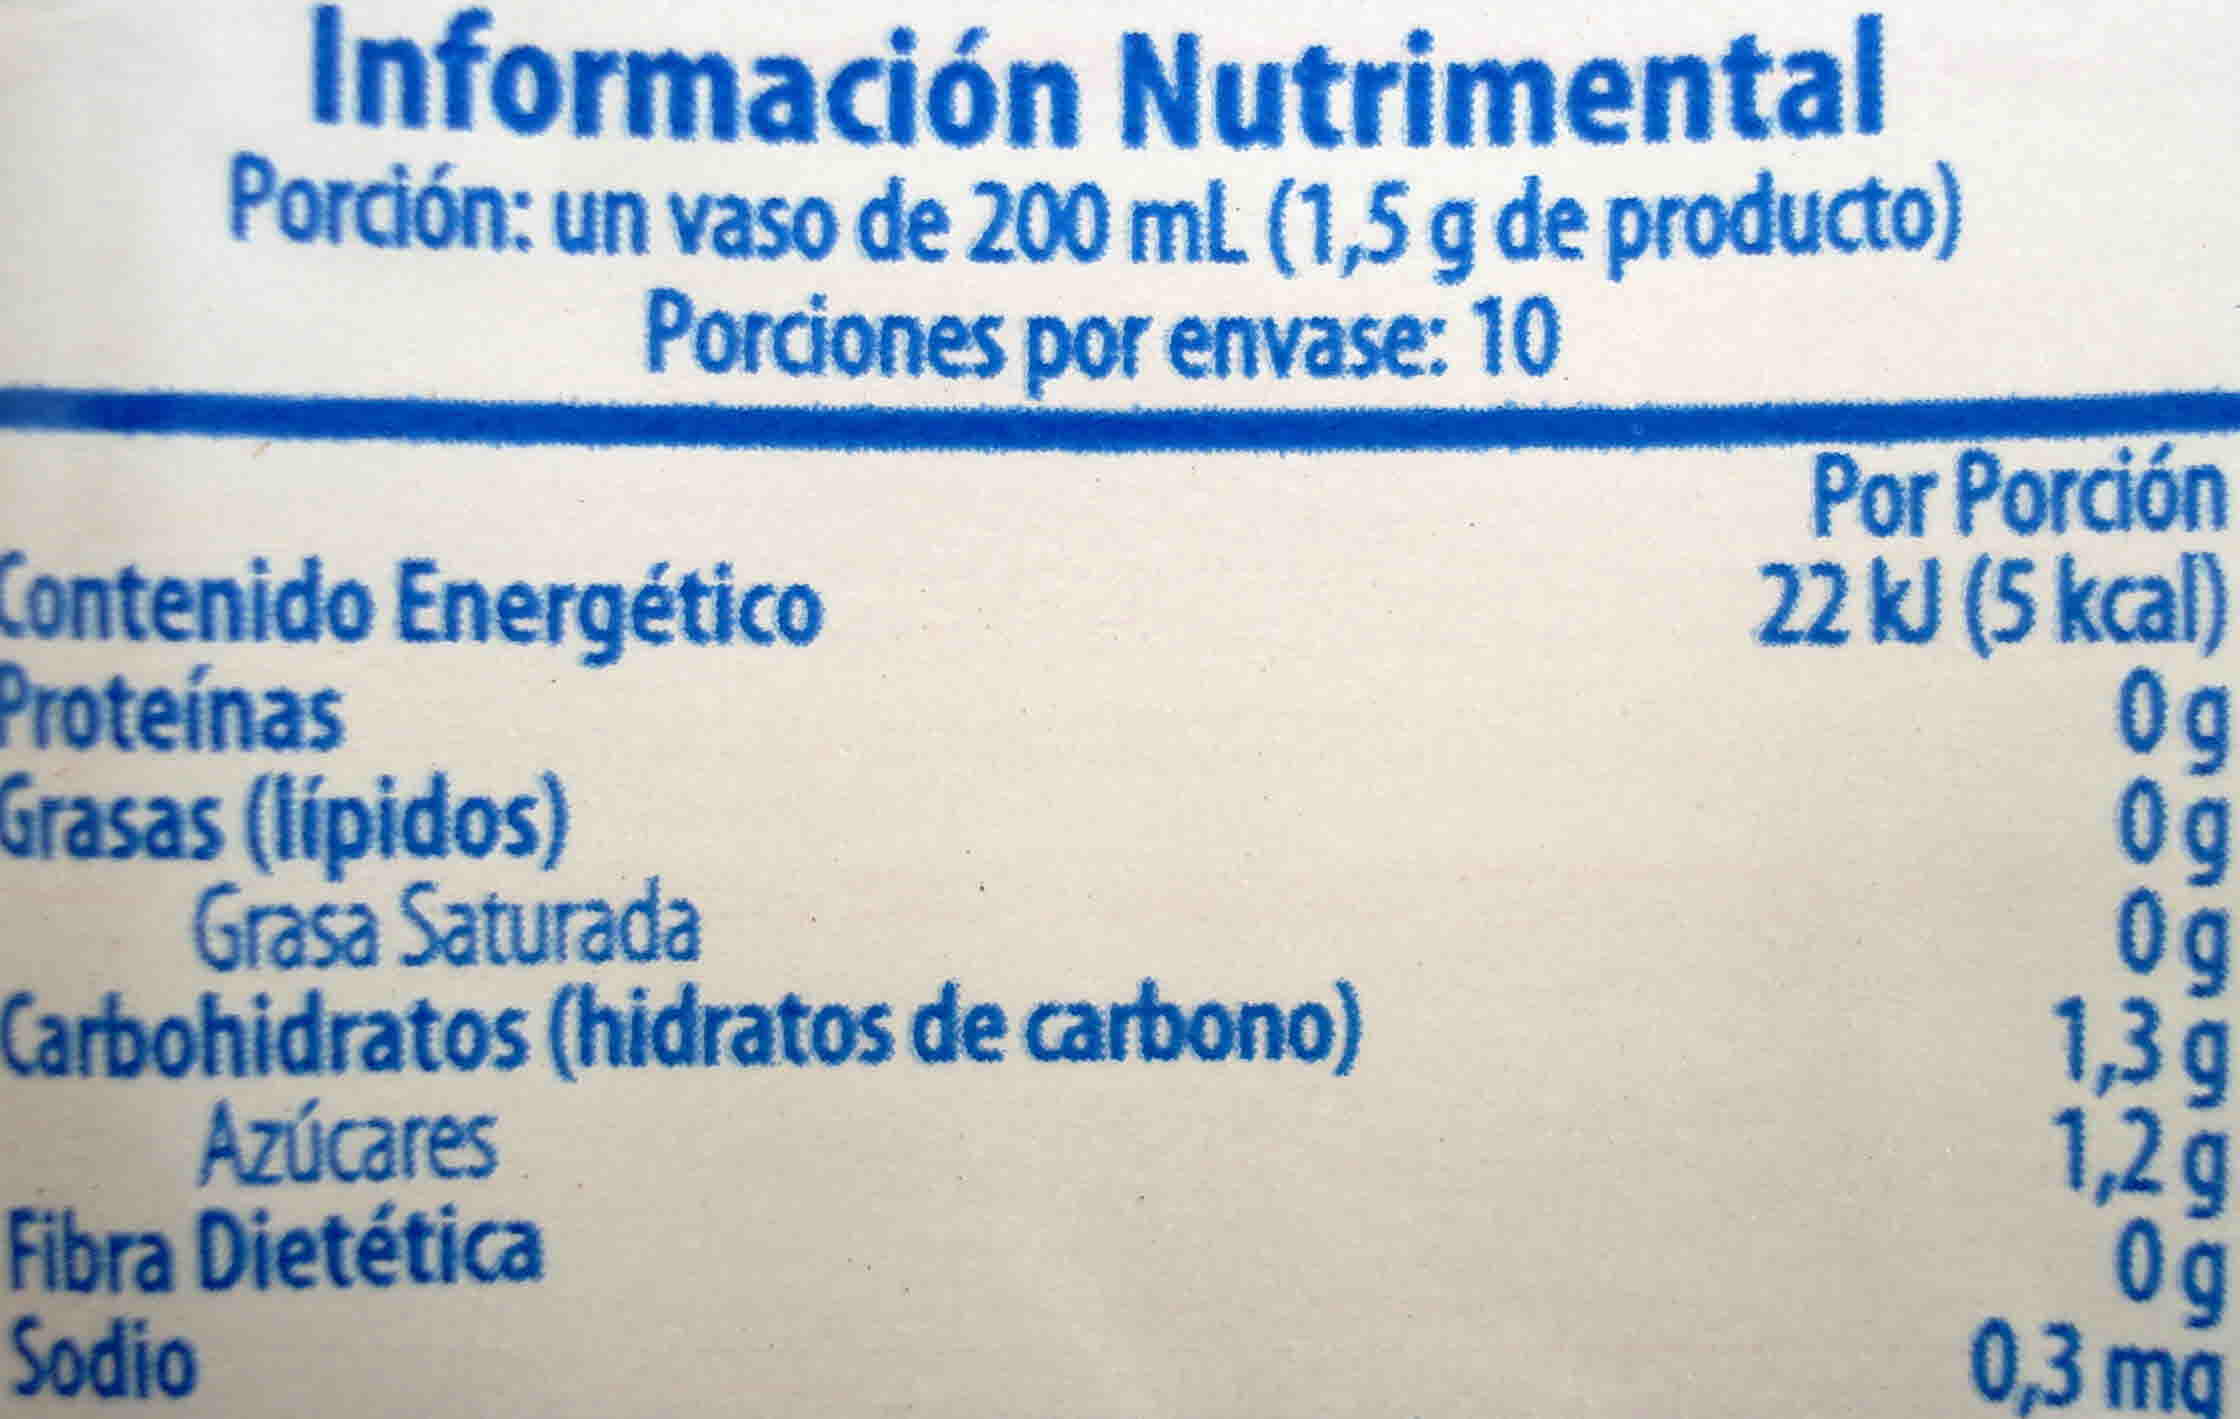 Información Nutrimental
Porción: un vaso de 200 mL (1,5 g de producto)
Porciones por envase: 10
Por Porción
Contenido Energético 22 kJ (5 kcal)
Proteínas 0 g
Grasas (lípidos) 0 g
Grasa Saturada 0 g
Carbohidratos (hidratos de carbono) 1,3 g
Azúcares 1,2 g
Fibra Dietética 0 g
Sodio 0,3 mg